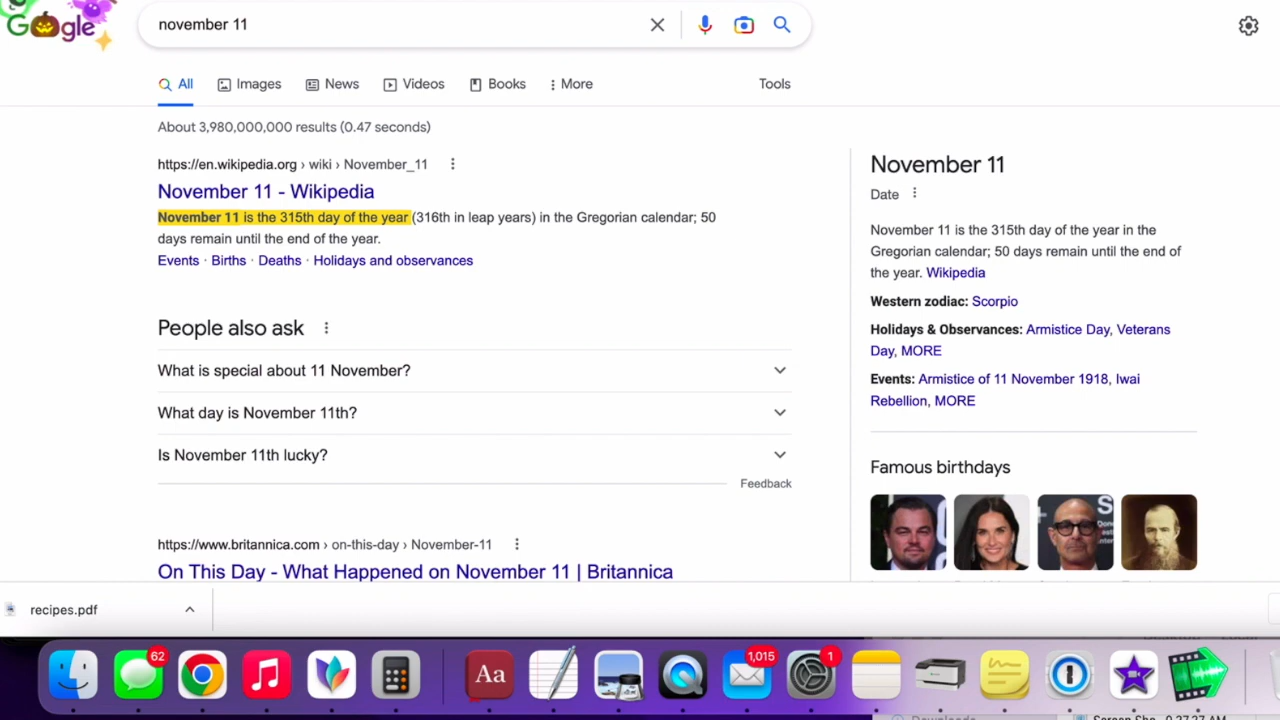 Google
november 11
All Images News Videos Books More Tools
About 3,980,000,000 results (0.47 seconds)
https://en.wikipedia.org › wiki › November_11
November 11 - Wikipedia
November 11 is the 315th day of the year (316th in leap years) in the Gregorian calendar; 50
days remain until the end of the year.
Events · Births · Deaths · Holidays and observances
People also ask
What is special about 11 November?
What day is November 11th?
Is November 11th lucky?
Feedback
https://www.britannica.com › on-this-day › November-11
On This Day - What Happened on November 11 | Britannica
November 11
Date
November 11 is the 315th day of the year in the
Gregorian calendar; 50 days remain until the end of
the year. Wikipedia
Western zodiac: Scorpio
Holidays & Observances: Armistice Day, Veterans
Day, MORE
Events: Armistice of 11 November 1918, Iwai
Rebellion, MORE
Famous birthdays
recipes.pdf
62
Aa
1,015
1